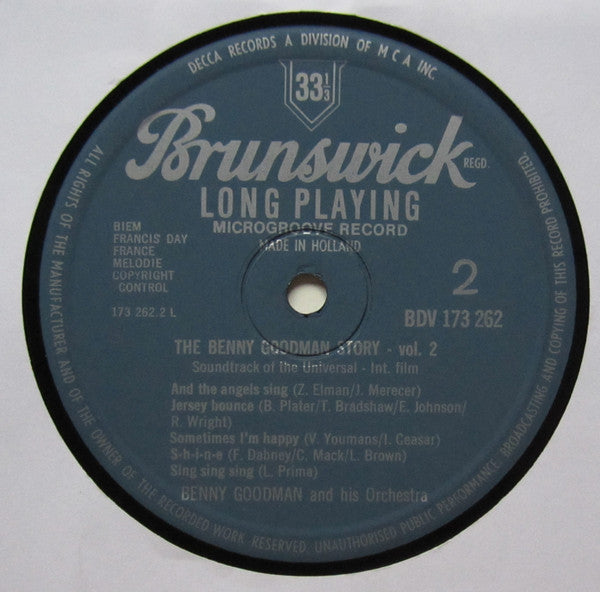 DECCA RECORDS A DIVISION OF M C A INC.
33 1/3
Brunswick
REGD.
LONG PLAYING
MICROGROOVE RECORD
MADE IN HOLLAND
BIEM
FRANCIS DAY
FRANCE
MELODIE
COPYRIGHT
CONTROL
173 262.2 L
2
BDV 173 262
THE BENNY GOODMAN STORY - vol. 2
Soundtrack of the Universal - Int. film
And the angels sing (Z. Elman/J. Merecer)
Jersey bounce (B. Plater/T. Bradshaw/E. Johnson/
R. Wright)
Sometimes I'm happy (V. Youmans/I. Ceasar)
S-h-i-n-e (F. Dabney/C. Mack/L. Brown)
Sing sing sing (L. Prima)
BENNY GOODMAN and his Orchestra
ALL RIGHTS OF THE MANUFACTURER AND OF THE OWNER OF THE RECORDED WORK RESERVED. UNAUTHORISED PUBLIC PERFORMANCE, BROADCASTING AND COPYING OF THIS RECORD PROHIBITED.